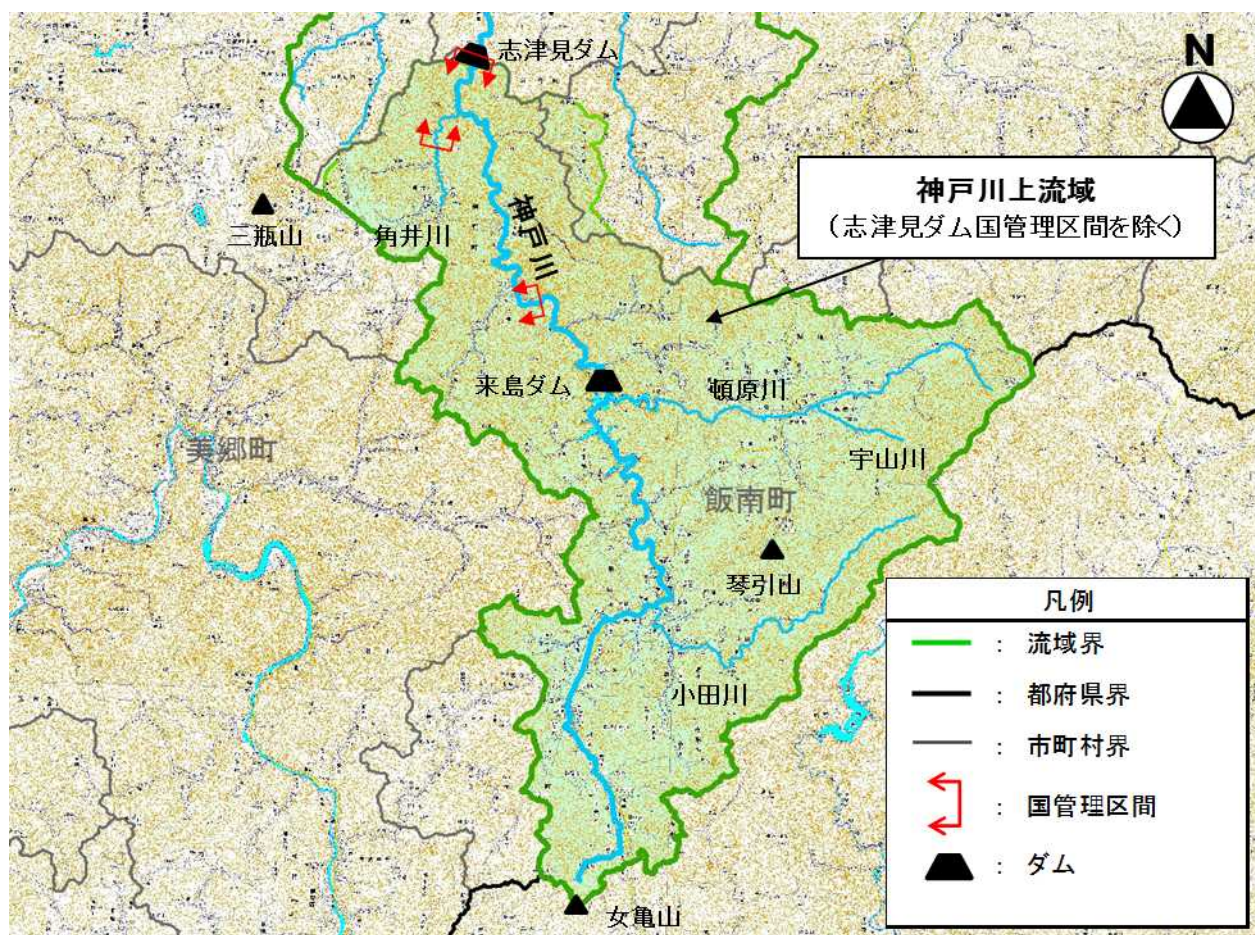 志津見ダム
N
神戸川上流域
(志津見ダム国管理区間を除く)
三瓶山
角井川
神戸川
来島ダム
頓原川
美郷町
宇山川
飯南町
琴引山
小田川
女亀山
凡例
: 流域界
: 都府県界
: 市町村界
: 国管理区間
: ダム